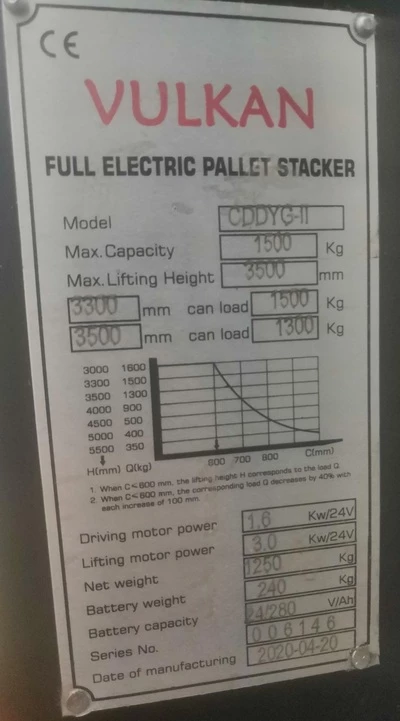 CE
VULKAN
FULL ELECTRIC PALLET STACKER
Model CDDYG-II
Max.Capacity 1500 Kg
Max.Lifting Height 3500 mm
3300 mm can load 1500 Kg
3500 mm can load 1300 Kg
3000 1600
3300 1500
3500 1300
4000 900
4500 500
5000 400
5500 350
H(mm) Q(kg) 600 700 800 C(mm)
1. When C<600 mm, the lifting height H corresponds to the load Q
2. When C<600 mm, the corresponding load Q decreases by 40% with
each increase of 100 mm.
Driving motor power 1.6 Kw/24V
Lifting motor power 3.0 Kw/24V
Net weight 1250 Kg
Battery weight 240 Kg
Battery capacity 24/280 V/Ah
Series No. 006146
Date of manufacturing 2020-04-20